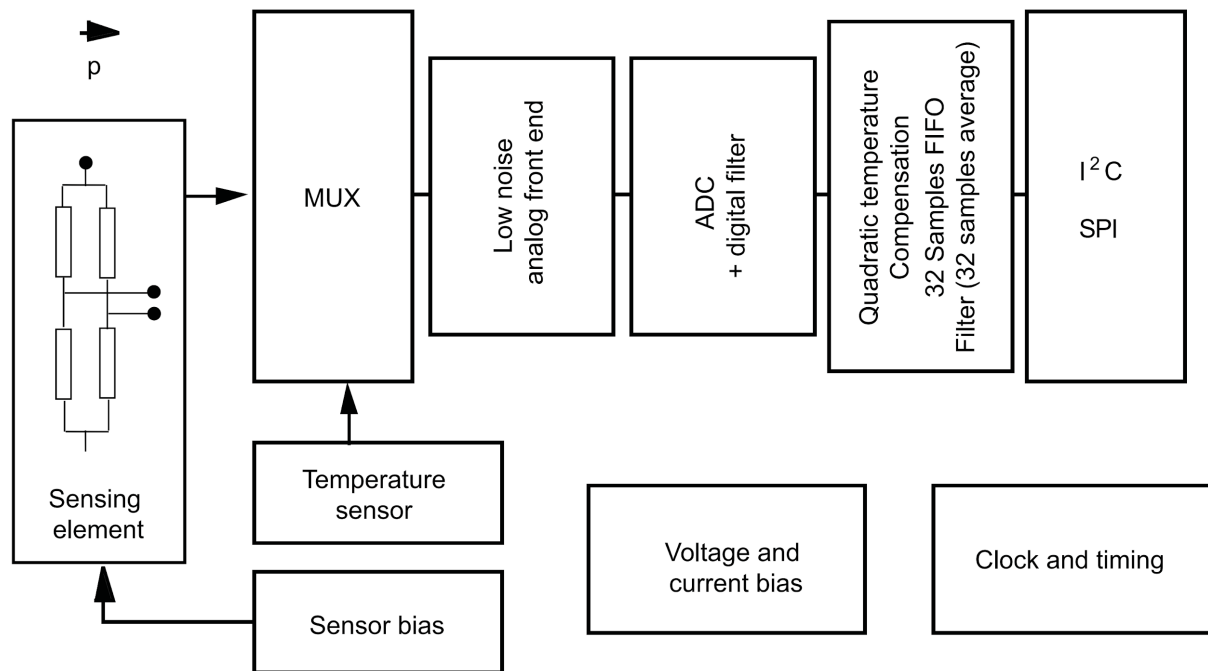 p
Sensing
element
MUX
Low noise
analog front end
ADC
+ digital filter
Quadratic temperature
Compensation
32 Samples FIFO
Filter (32 samples average)
I²C
SPI
Temperature
sensor
Sensor bias
Voltage and
current bias
Clock and timing